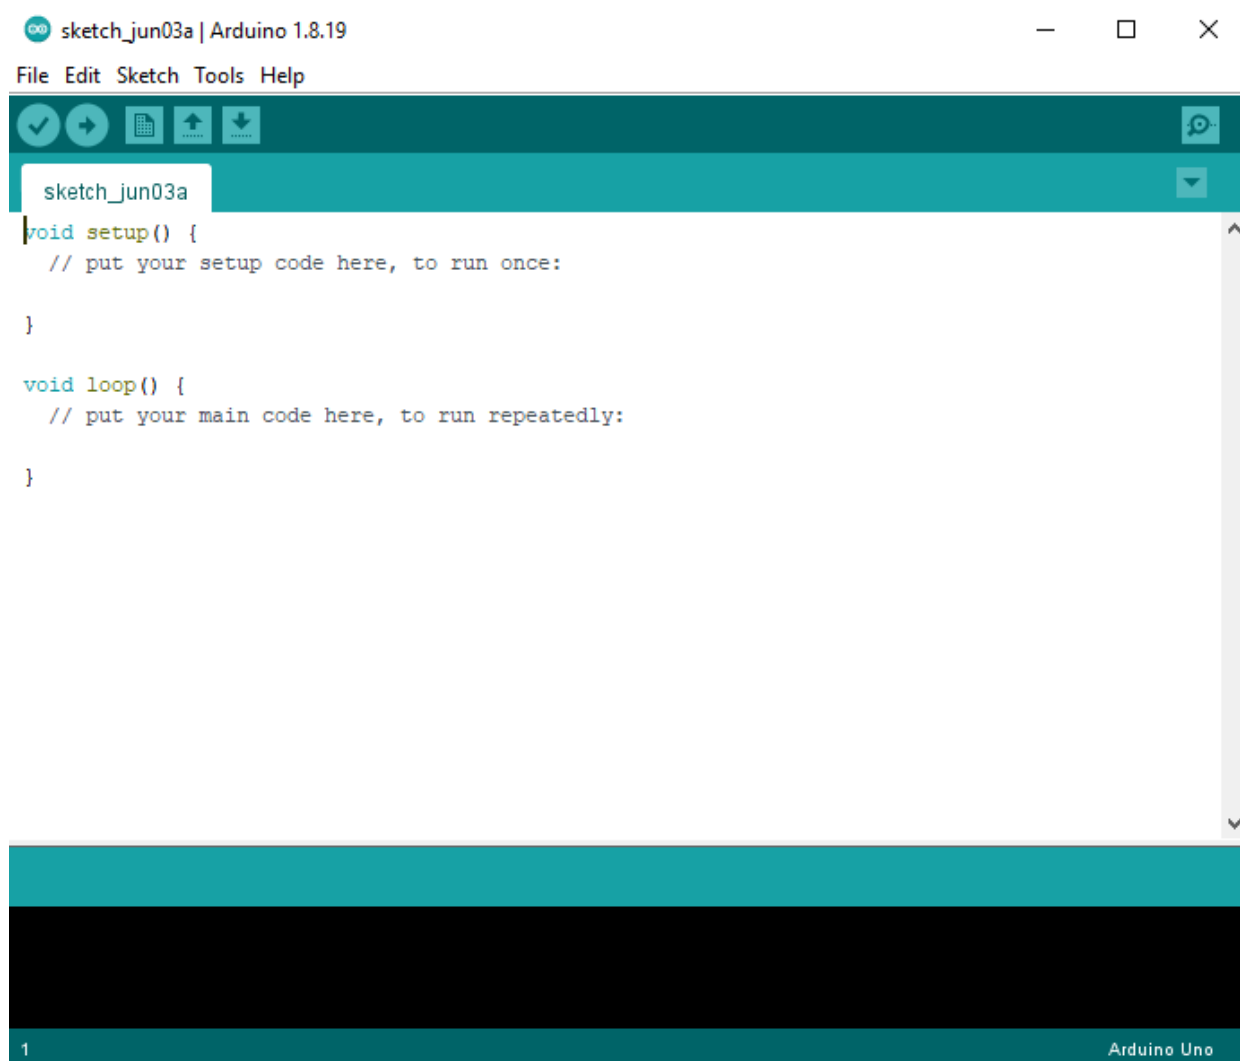 sketch_jun03a | Arduino 1.8.19
File Edit Sketch Tools Help
sketch_jun03a
void setup() {
  // put your setup code here, to run once:
}
void loop() {
  // put your main code here, to run repeatedly:
}
1
Arduino Uno